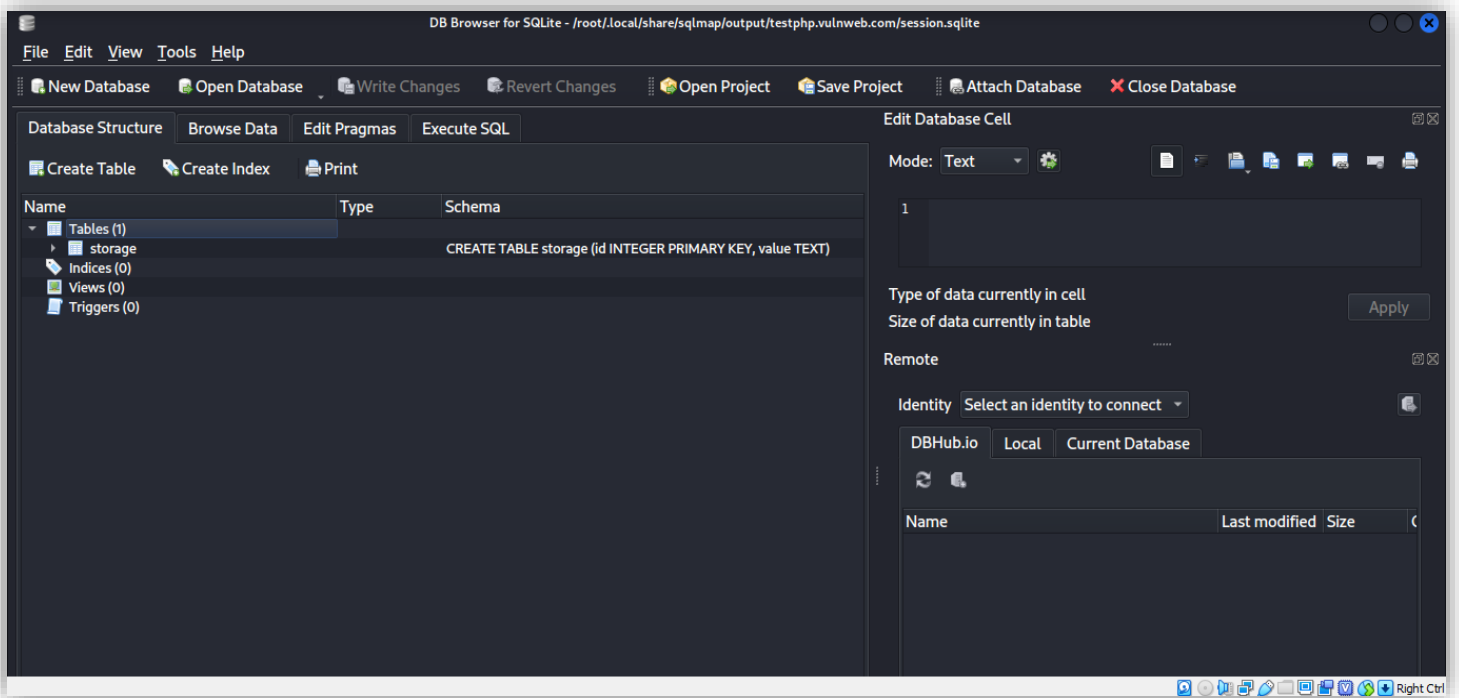 DB Browser for SQLite - /root/.local/share/sqlmap/output/testphp.vulnweb.com/session.sqlite
File Edit View Tools Help
New Database Open Database Write Changes Revert Changes Open Project Save Project Attach Database Close Database
Database Structure Browse Data Edit Pragmas Execute SQL
Create Table Create Index Print
Name Type Schema
Tables (1)
storage CREATE TABLE storage (id INTEGER PRIMARY KEY, value TEXT)
Indices (0)
Views (0)
Triggers (0)
Edit Database Cell
Mode: Text
1
Type of data currently in cell
Size of data currently in table
Apply
Remote
Identity Select an identity to connect
DBHub.io Local Current Database
Name Last modified Size
Right Ctrl